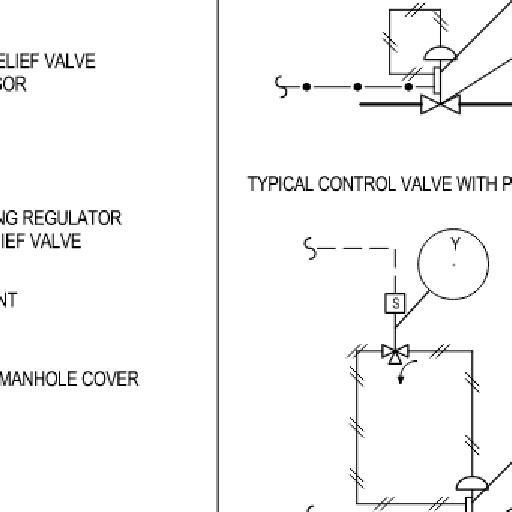 ELIEF VALVE
SOR
NG REGULATOR
IEF VALVE
NT
MANHOLE COVER
TYPICAL CONTROL VALVE WITH P
Y
S